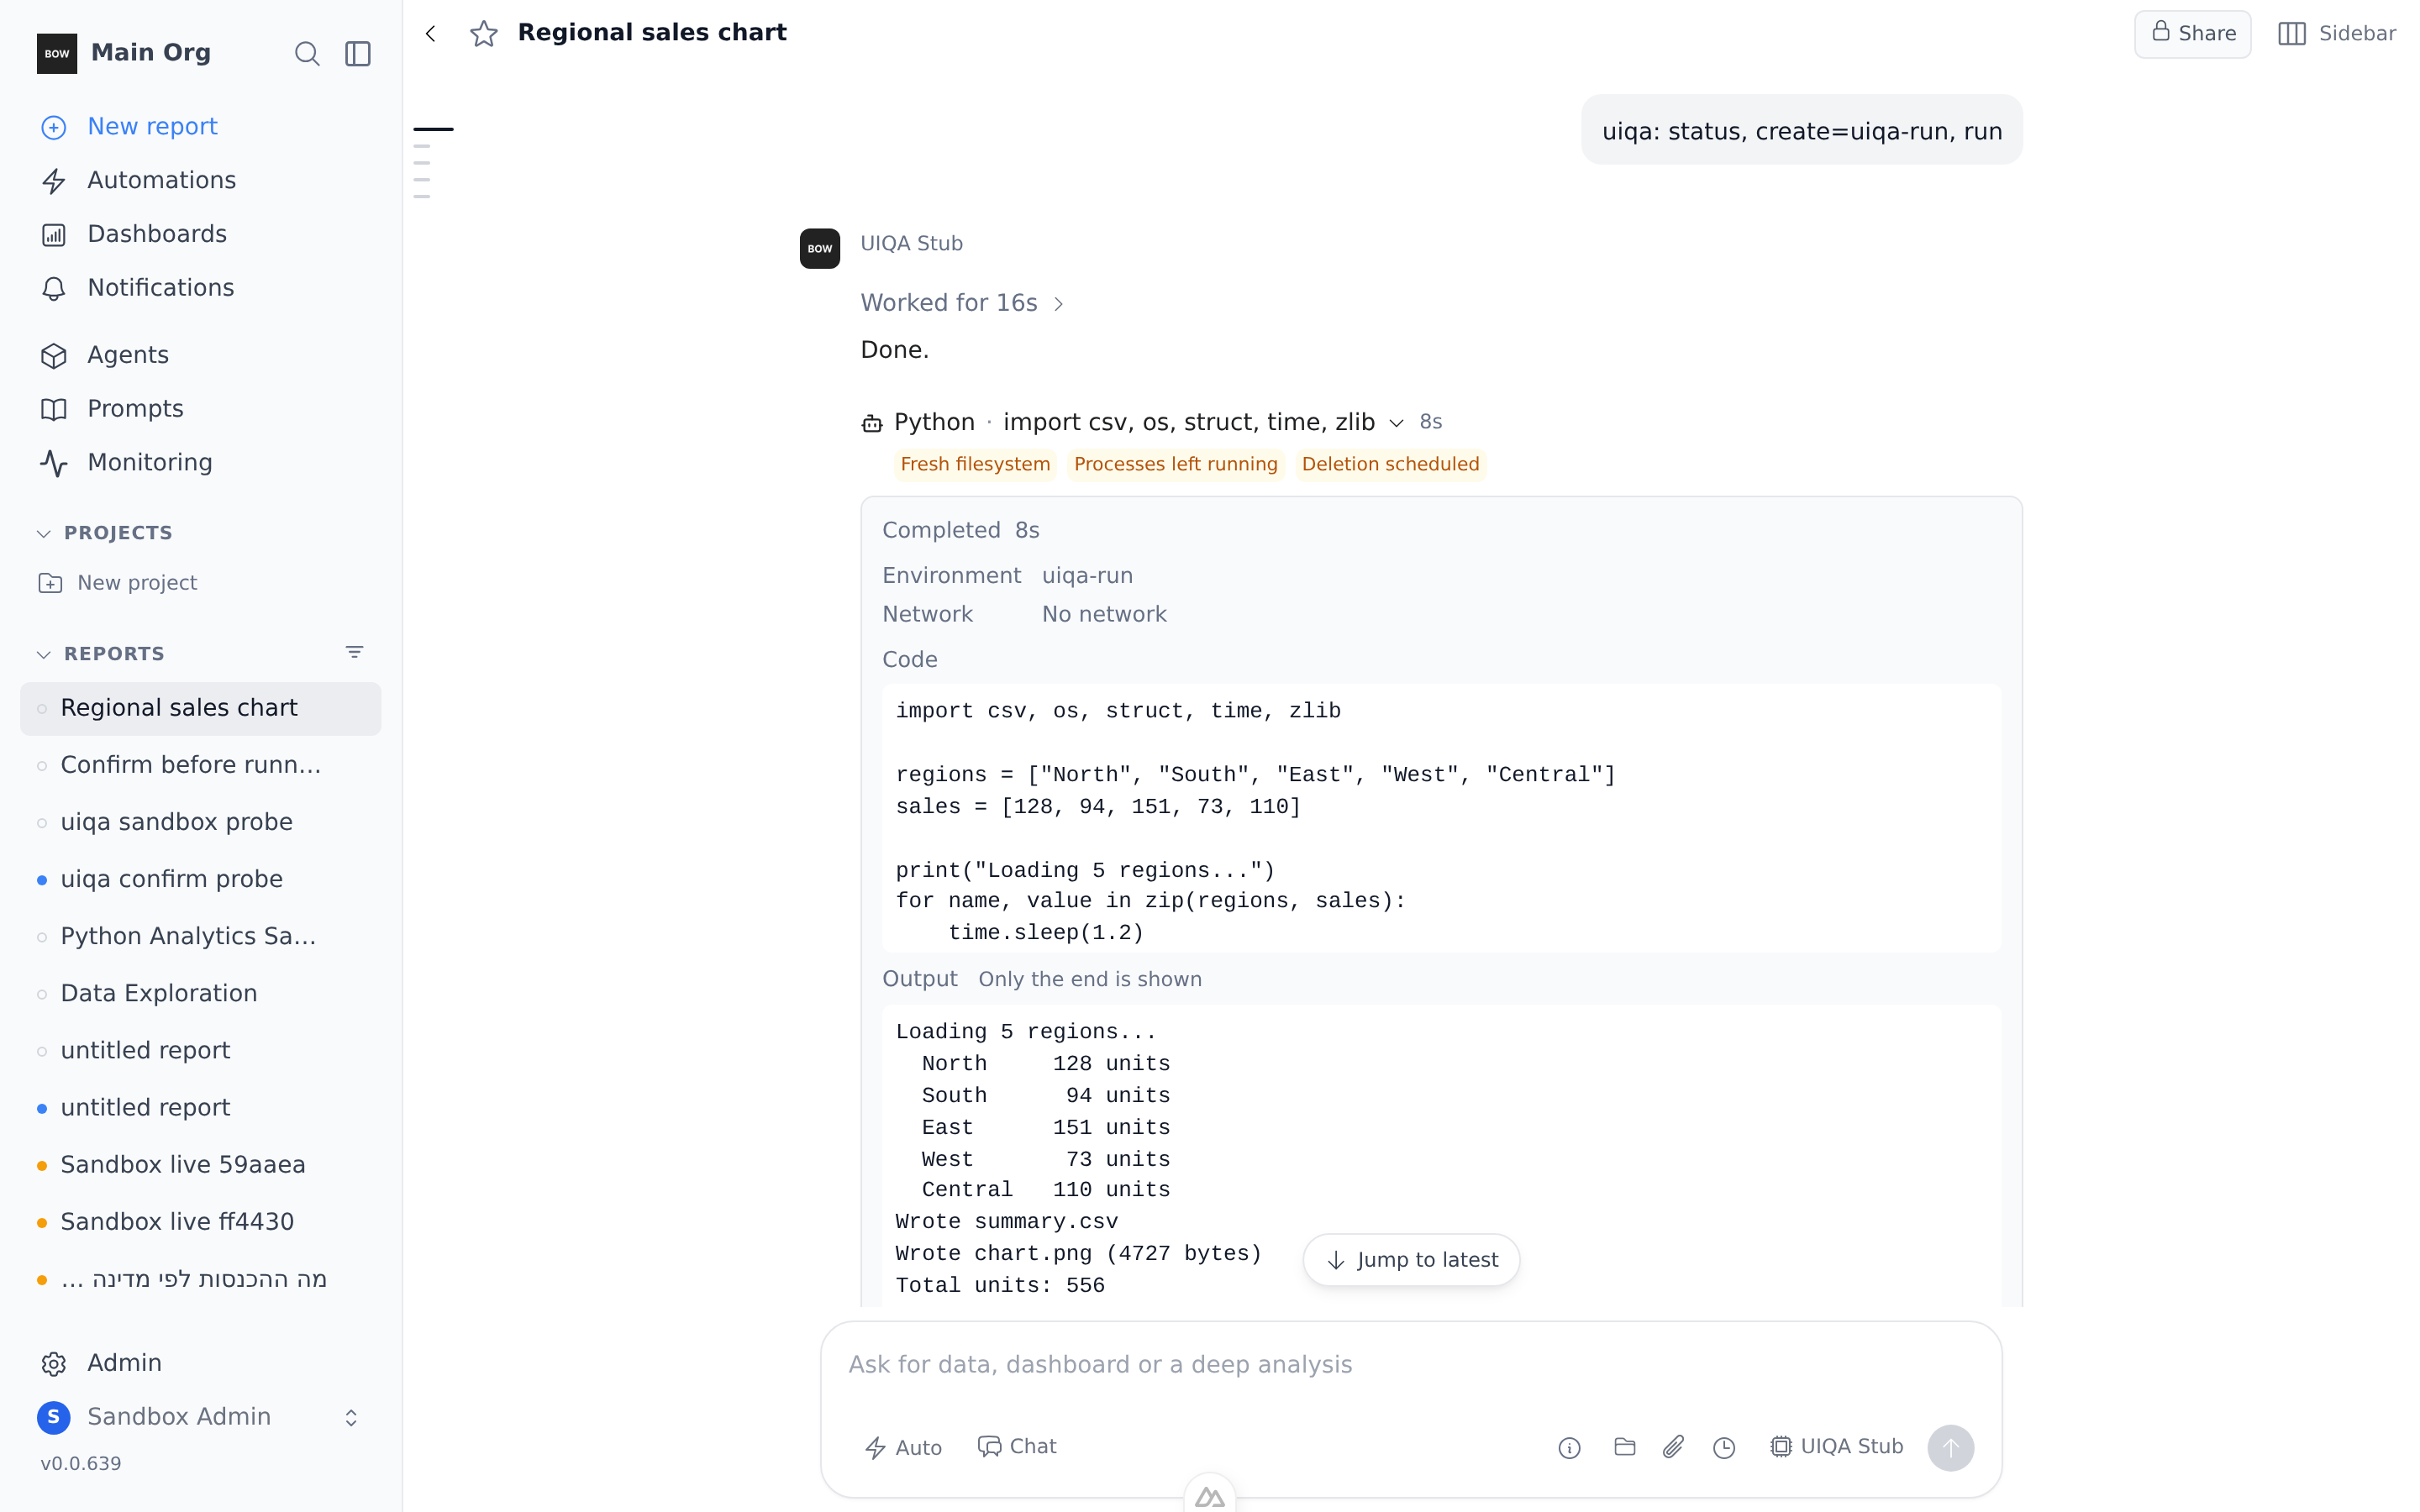 BOW
Main Org
New report
Automations
Dashboards
Notifications
Agents
Prompts
Monitoring
PROJECTS
New project
REPORTS
Regional sales chart
Confirm before runn...
uiqa sandbox probe
uiqa confirm probe
Python Analytics Sa...
Data Exploration
untitled report
untitled report
Sandbox live 59aaea
Sandbox live ff4430
מה ההכנסות לפי מדינה ...
Admin
S Sandbox Admin
v0.0.639
Regional sales chart
Share
Sidebar
uiqa: status, create=uiqa-run, run
BOW
UIQA Stub
Worked for 16s
Done.
Python · import csv, os, struct, time, zlib 8s
Fresh filesystem Processes left running Deletion scheduled
Completed 8s
Environment uiqa-run
Network No network
Code
import csv, os, struct, time, zlib
regions = ["North", "South", "East", "West", "Central"]
sales = [128, 94, 151, 73, 110]
print("Loading 5 regions...")
for name, value in zip(regions, sales):
    time.sleep(1.2)
Output Only the end is shown
Loading 5 regions...
  North     128 units
  South      94 units
  East      151 units
  West       73 units
  Central   110 units
Wrote summary.csv
Wrote chart.png (4727 bytes)
Total units: 556
Jump to latest
Ask for data, dashboard or a deep analysis
Auto
Chat
UIQA Stub